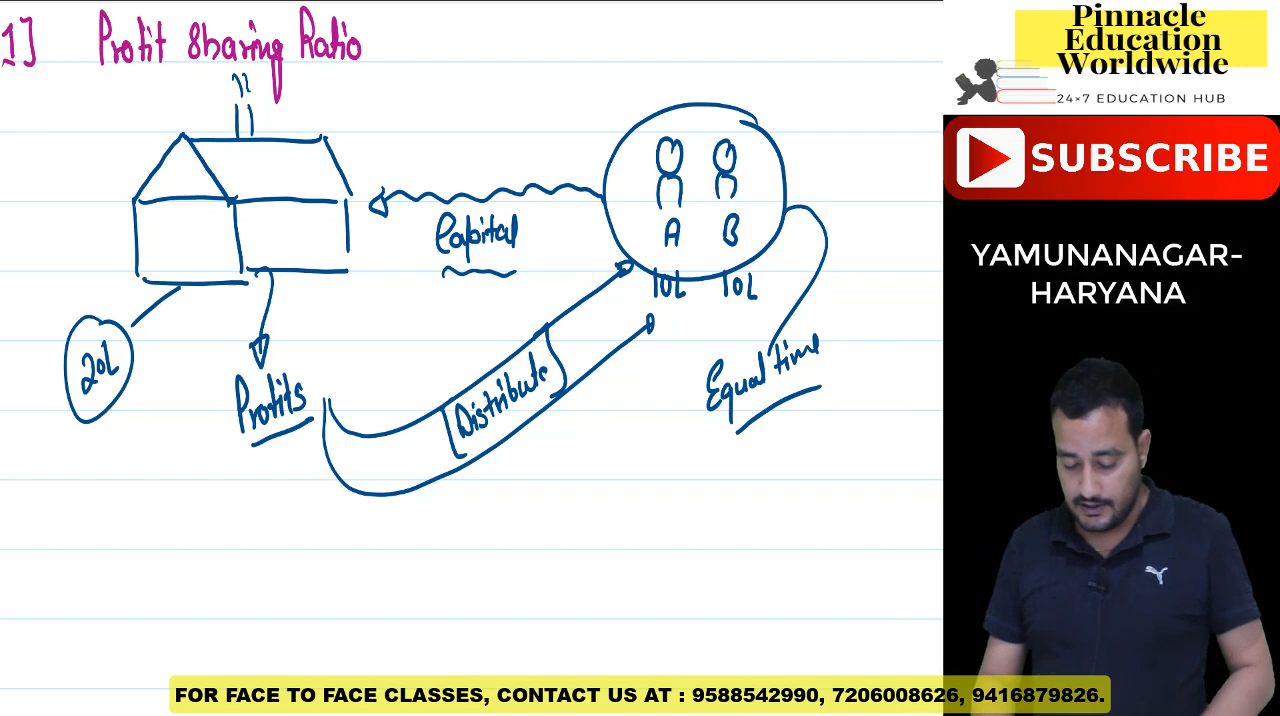 1] Profit Sharing Ratio
Capital
A B
10L 10L
20L
Profits
Distribute
Equal time
Pinnacle
Education
Worldwide
24×7 EDUCATION HUB
SUBSCRIBE
YAMUNANAGAR-
HARYANA
FOR FACE TO FACE CLASSES, CONTACT US AT : 9588542990, 7206008626, 9416879826.